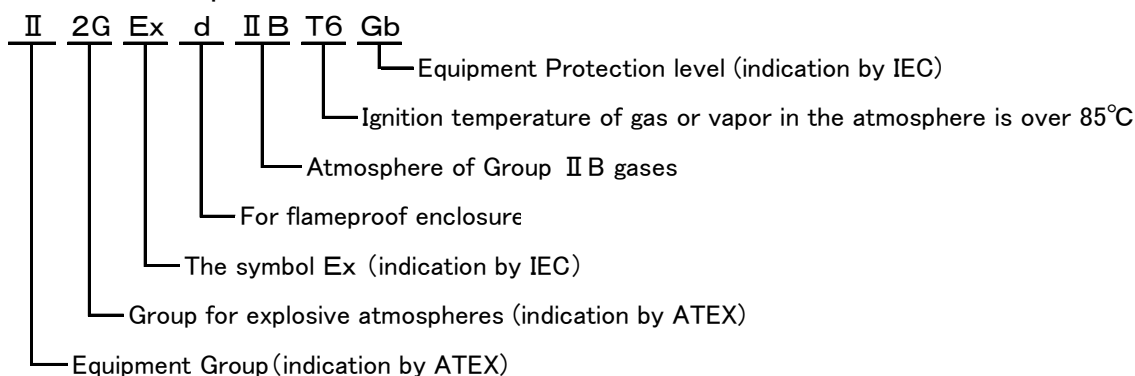 Ⅱ 2G Ex d ⅡB T6 Gb
Equipment Protection level (indication by IEC)
Ignition temperature of gas or vapor in the atmosphere is over 85℃
Atmosphere of Group ⅡB gases
For flameproof enclosure
The symbol Ex (indication by IEC)
Group for explosive atmospheres (indication by ATEX)
Equipment Group(indication by ATEX)